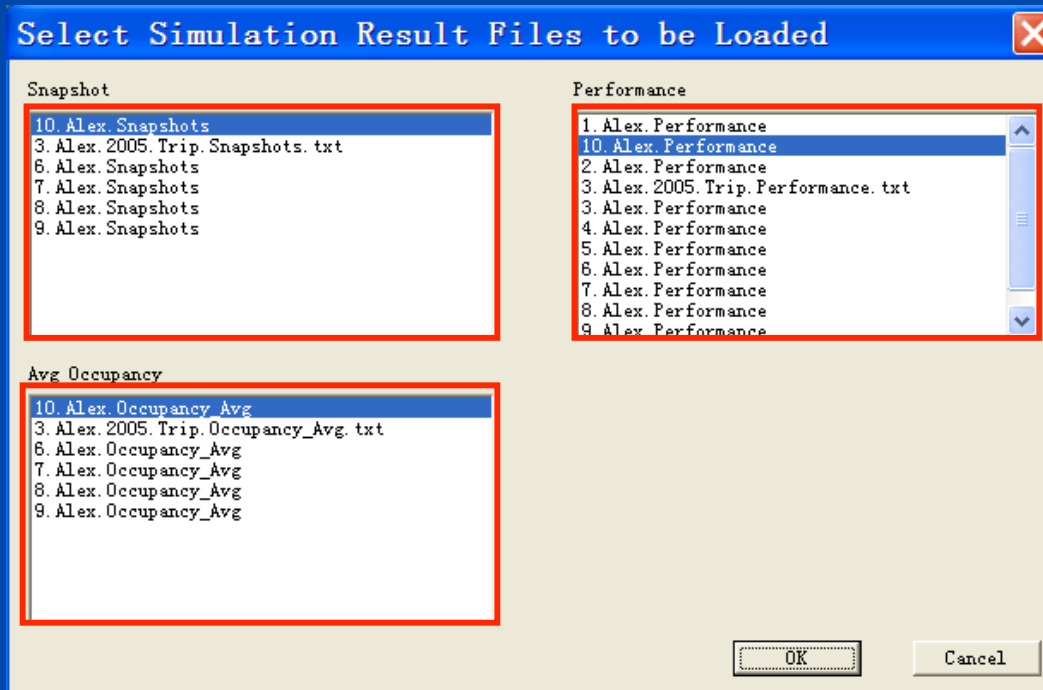 Select Simulation Result Files to be Loaded
Snapshot
10.Alex.Snapshots
3.Alex.2005.Trip.Snapshots.txt
6.Alex.Snapshots
7.Alex.Snapshots
8.Alex.Snapshots
9.Alex.Snapshots
Performance
1.Alex.Performance
10.Alex.Performance
2.Alex.Performance
3.Alex.2005.Trip.Performance.txt
3.Alex.Performance
4.Alex.Performance
5.Alex.Performance
6.Alex.Performance
7.Alex.Performance
8.Alex.Performance
9.Alex.Performance
Avg Occupancy
10.Alex.Occupancy_Avg
3.Alex.2005.Trip.Occupancy_Avg.txt
6.Alex.Occupancy_Avg
7.Alex.Occupancy_Avg
8.Alex.Occupancy_Avg
9.Alex.Occupancy_Avg
OK
Cancel